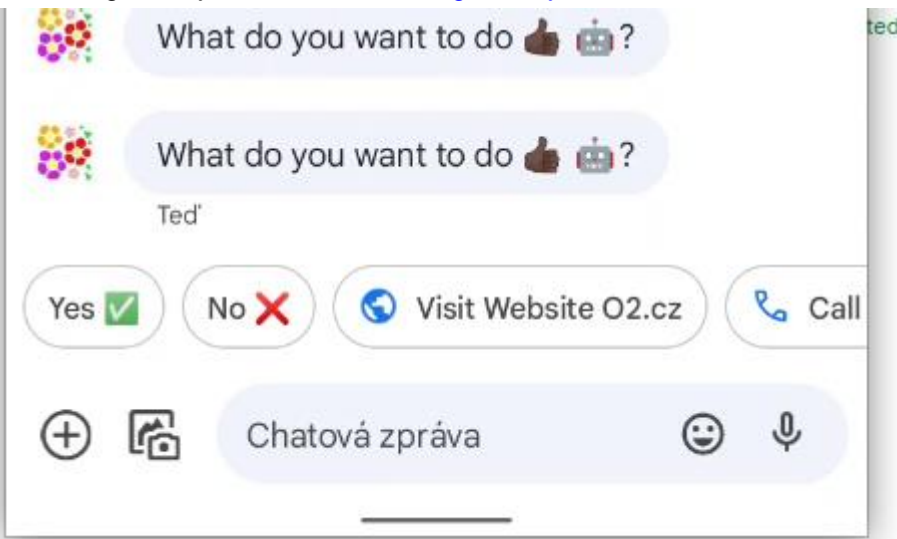 What do you want to do 👍🏿 🤖?
ted
What do you want to do 👍🏿 🤖?
Teď
Yes ✅ No ❌ Visit Website O2.cz Call
Chatová zpráva